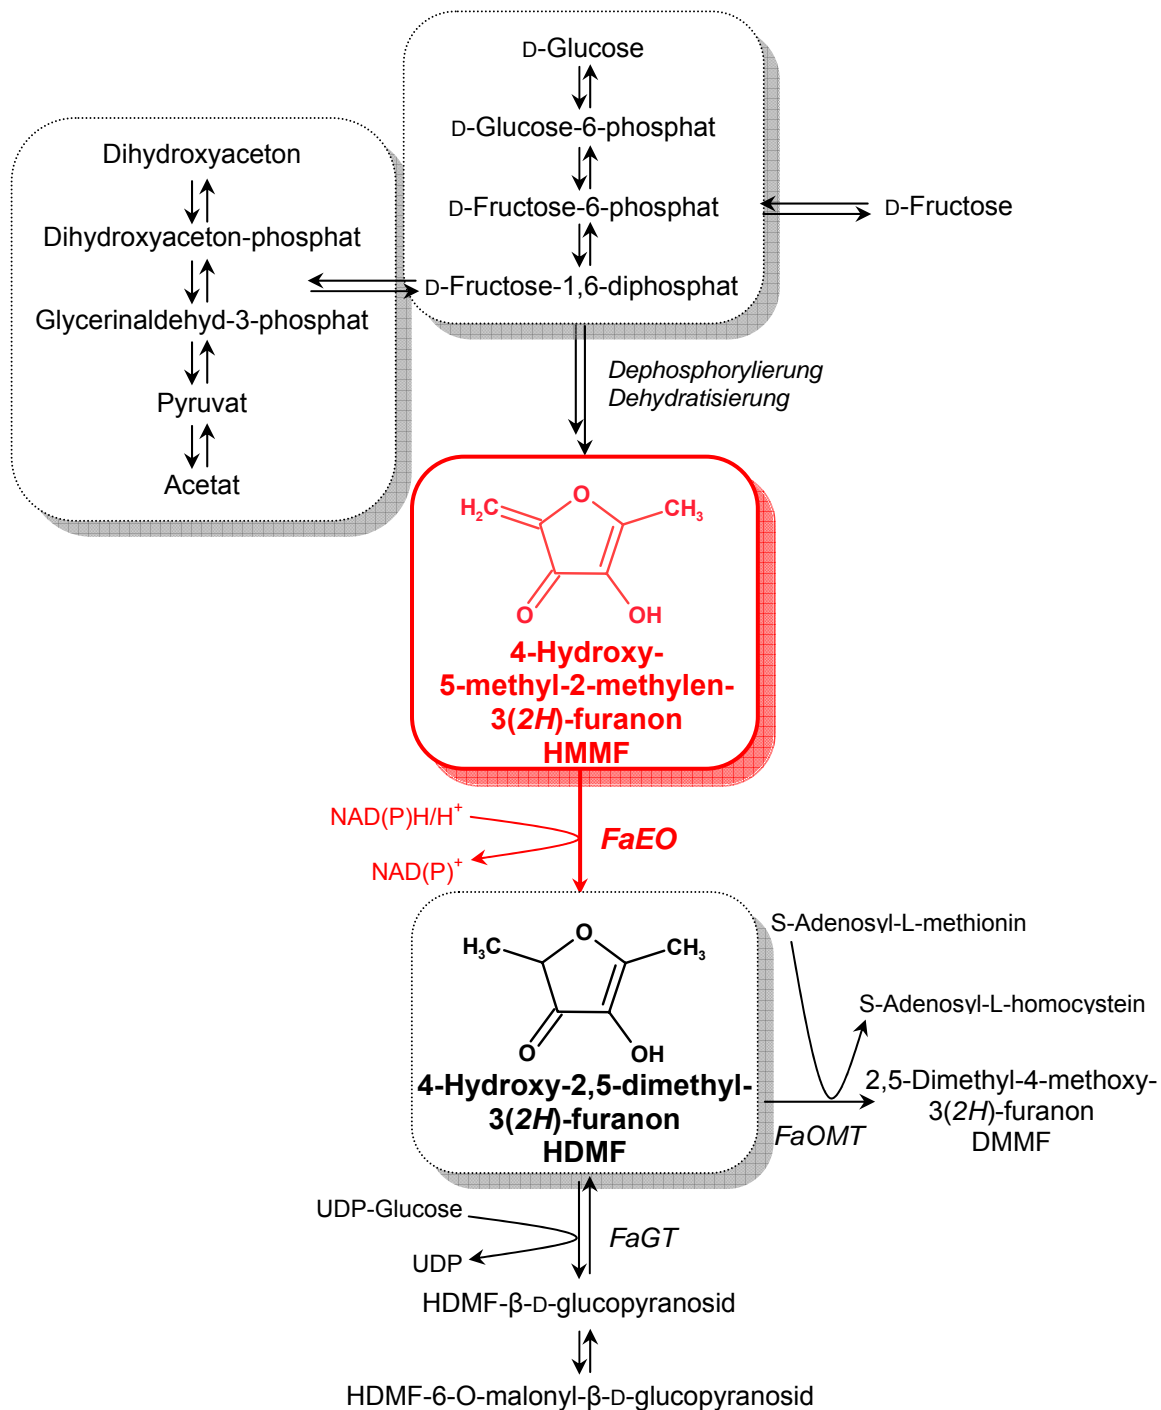 D-Glucose
D-Glucose-6-phosphat
D-Fructose-6-phosphat
D-Fructose-1,6-diphosphat
D-Fructose
Dihydroxyaceton
Dihydroxyaceton-phosphat
Glycerinaldehyd-3-phosphat
Pyruvat
Acetat
Dephosphorylierung
Dehydratisierung
H₂C
O
CH₃
O
OH
4-Hydroxy-
5-methyl-2-methylen-
3(2H)-furanon
HMMF
NAD(P)H/H⁺
FaEO
NAD(P)⁺
H₃C
O
CH₃
O
OH
4-Hydroxy-2,5-dimethyl-
3(2H)-furanon
HDMF
S-Adenosyl-L-methionin
S-Adenosyl-L-homocystein
FaOMT
2,5-Dimethyl-4-methoxy-
3(2H)-furanon
DMMF
UDP-Glucose
FaGT
UDP
HDMF-β-D-glucopyranosid
HDMF-6-O-malonyl-β-D-glucopyranosid